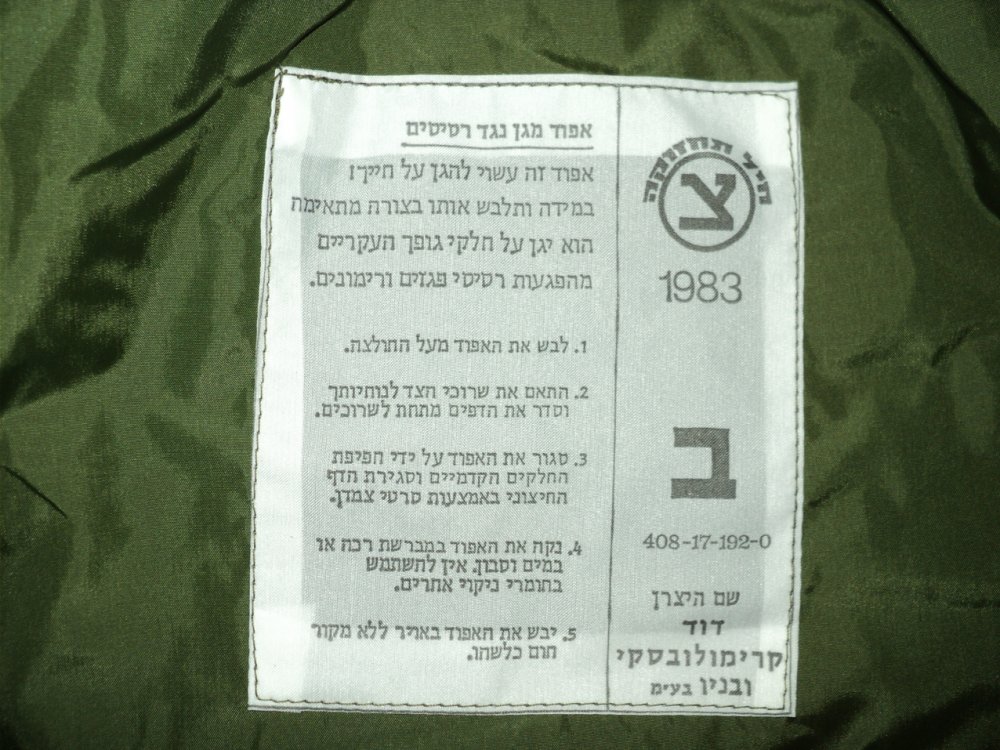 אפוד מגן נגד רסיסים
אפוד זה עשוי להגן על חייך!
במידה ותלבש אותו בצורה מתאימה
הוא יגן על חלקי גופך העקריים
מהפגעות רסיסי פגזים ורימונים.
1. לבש את האפוד מעל החולצה.
2. התאם את שרוכי הצד לנוחיותך
וסדר את הדפים מתחת לשרוכים.
3. סגור את האפוד על ידי חפיפת
החלקים הקדמיים וסגירת הדף
החיצוני באמצעות סרטי צמדן.
4. נקה את האפוד במברשת רכה או
במים וסבון. אין להשתמש
בחומרי ניקוי אחרים.
5. יבש את האפוד באויר ללא מקור
חום כלשהו.
חיל תחזוקה
צ
1983
ב
408-17-192-0
שם היצרן
דוד
קרימולובסקי
ובניו בע״מ